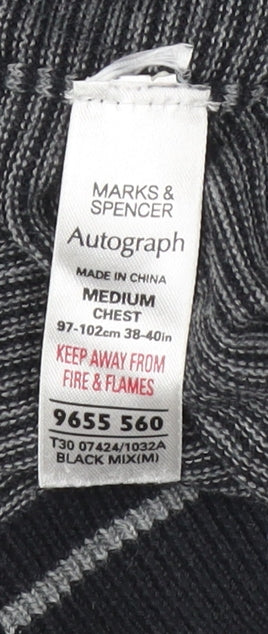 MARKS &
SPENCER
Autograph
MADE IN CHINA
MEDIUM
CHEST
97-102cm 38-40in
KEEP AWAY FROM
FIRE & FLAMES
9655 560
T30 07424/1032A
BLACK MIX(M)